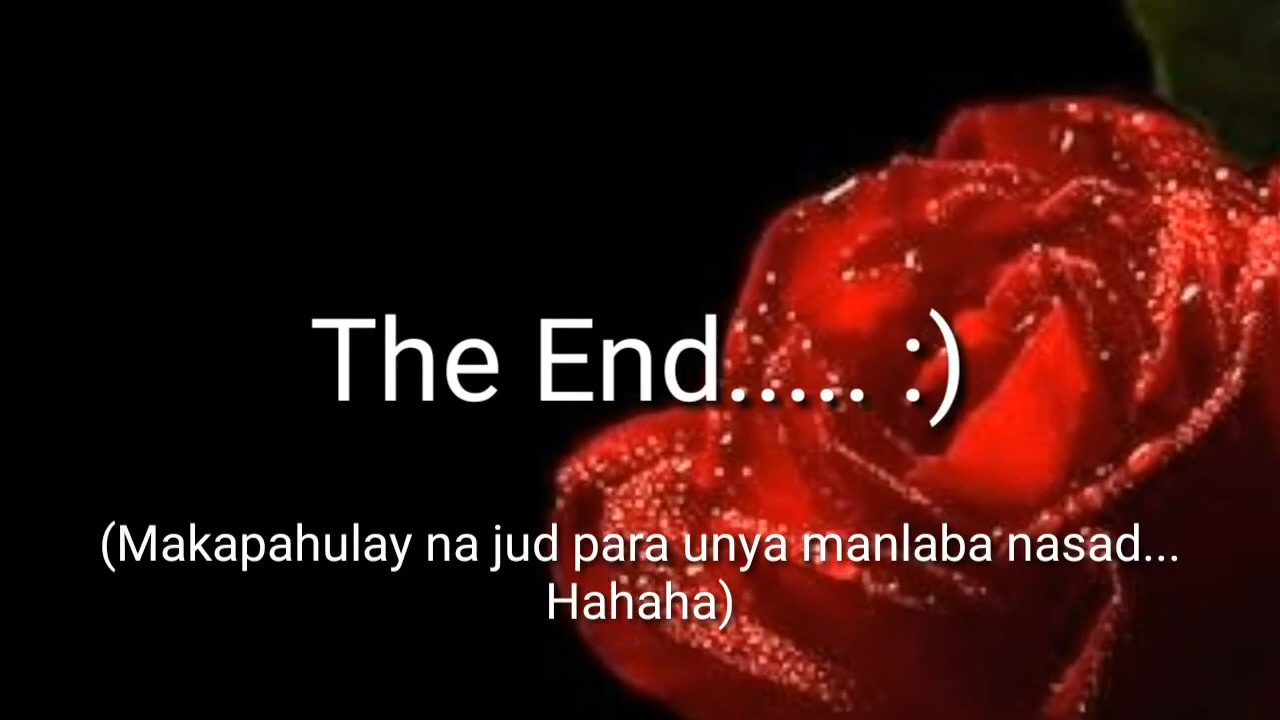 The End..... :)
(Makapahulay na jud para unya manlaba nasad...
Hahaha)